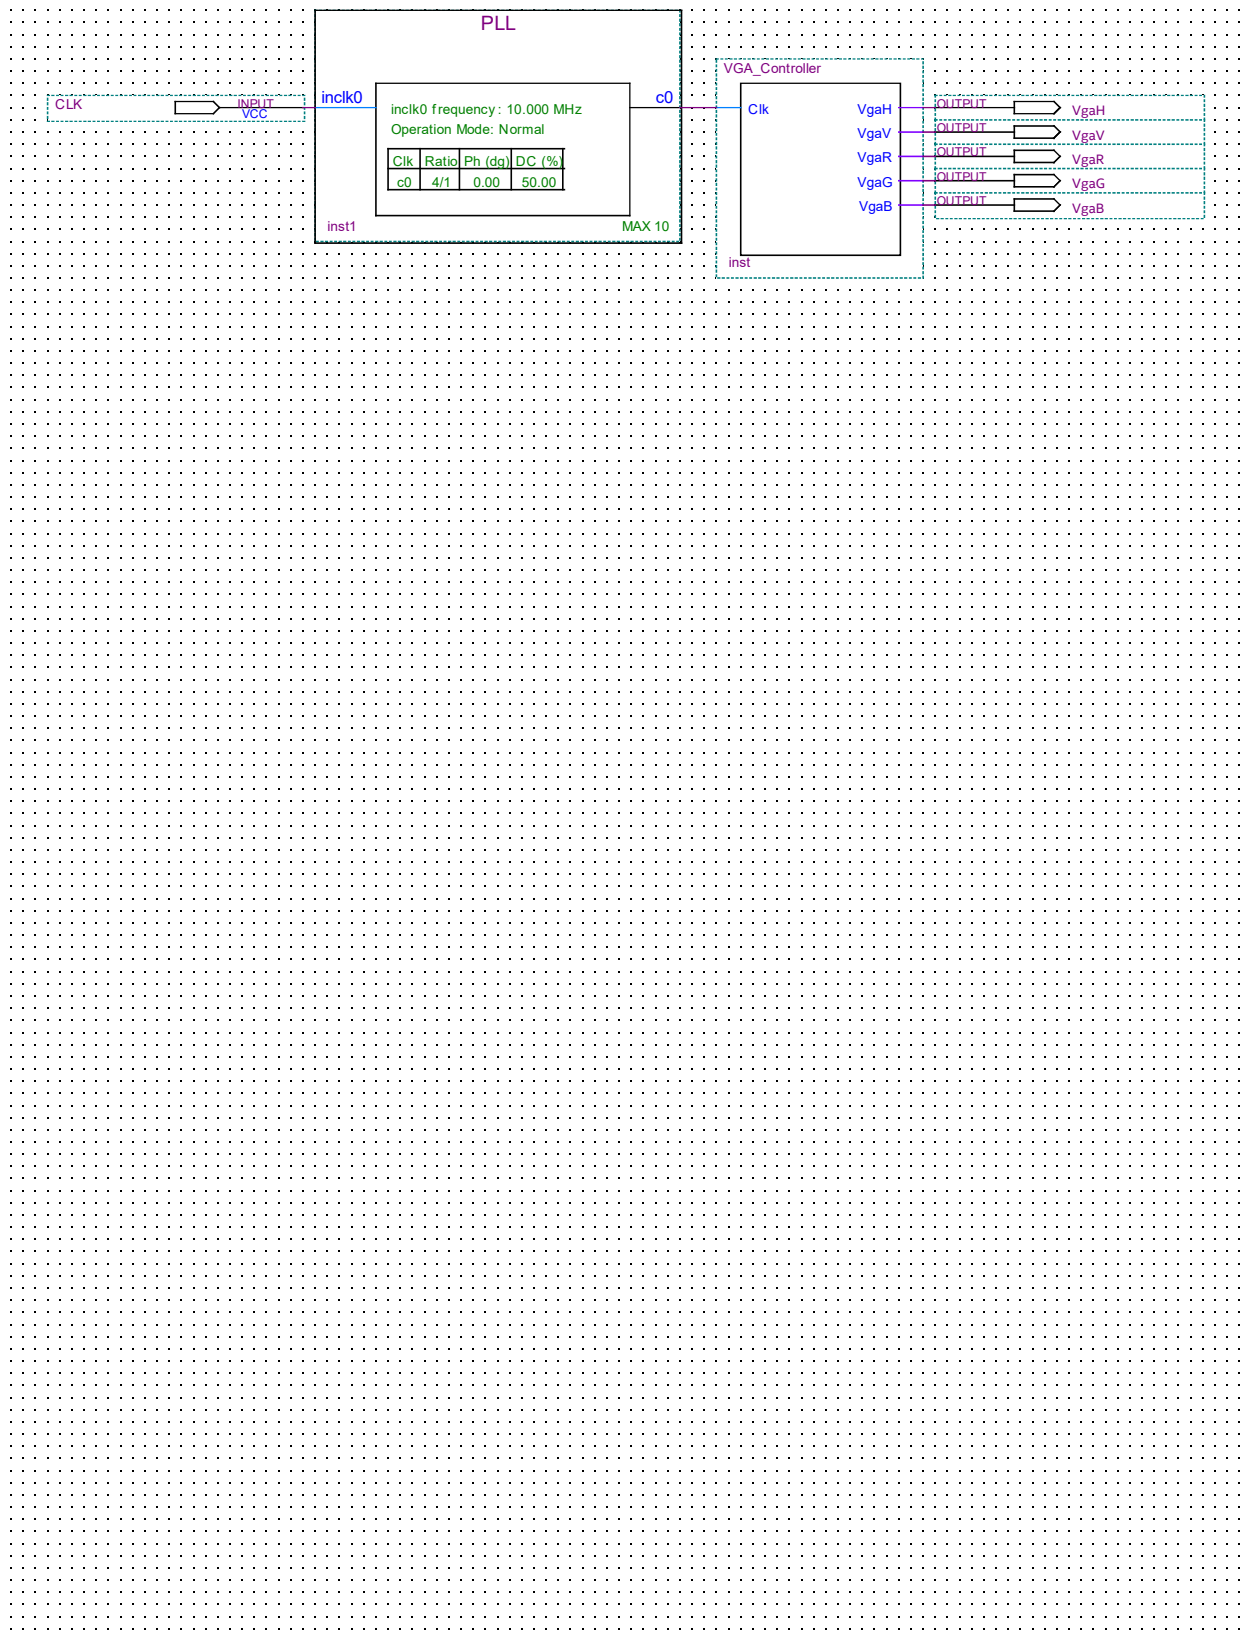 PLL
CLK
INPUT
VCC
inclk0
inclk0 frequency: 10.000 MHz
Operation Mode: Normal
Clk Ratio Ph (dg) DC (%)
c0 4/1 0.00 50.00
c0
inst1
MAX 10
VGA_Controller
Clk
VgaH
VgaV
VgaR
VgaG
VgaB
inst
OUTPUT VgaH
OUTPUT VgaV
OUTPUT VgaR
OUTPUT VgaG
OUTPUT VgaB